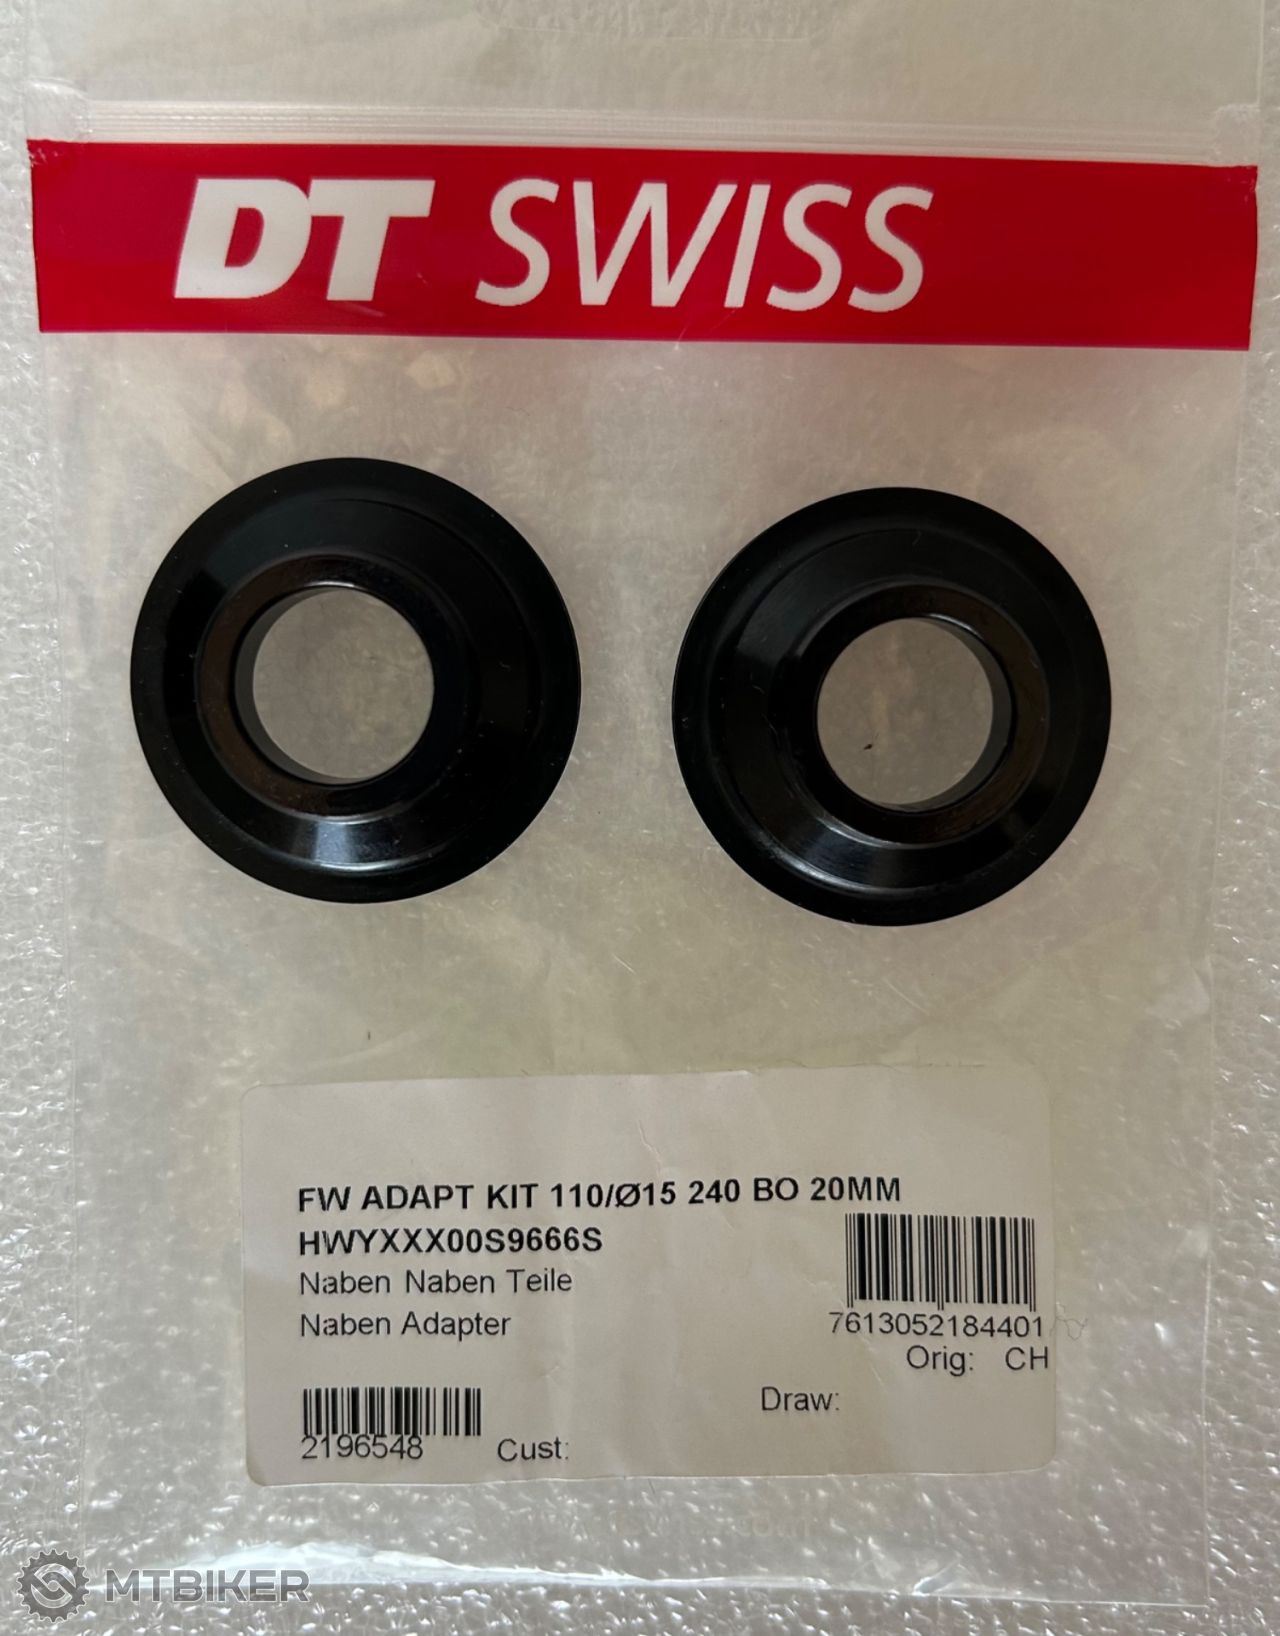 DT SWISS
FW ADAPT KIT 110/Ø15 240 BO 20MM
HWYXXX00S9666S
Naben Naben Teile
Naben Adapter
7613052184401
Orig: CH
Draw:
2196548
Cust:
MTBIKER